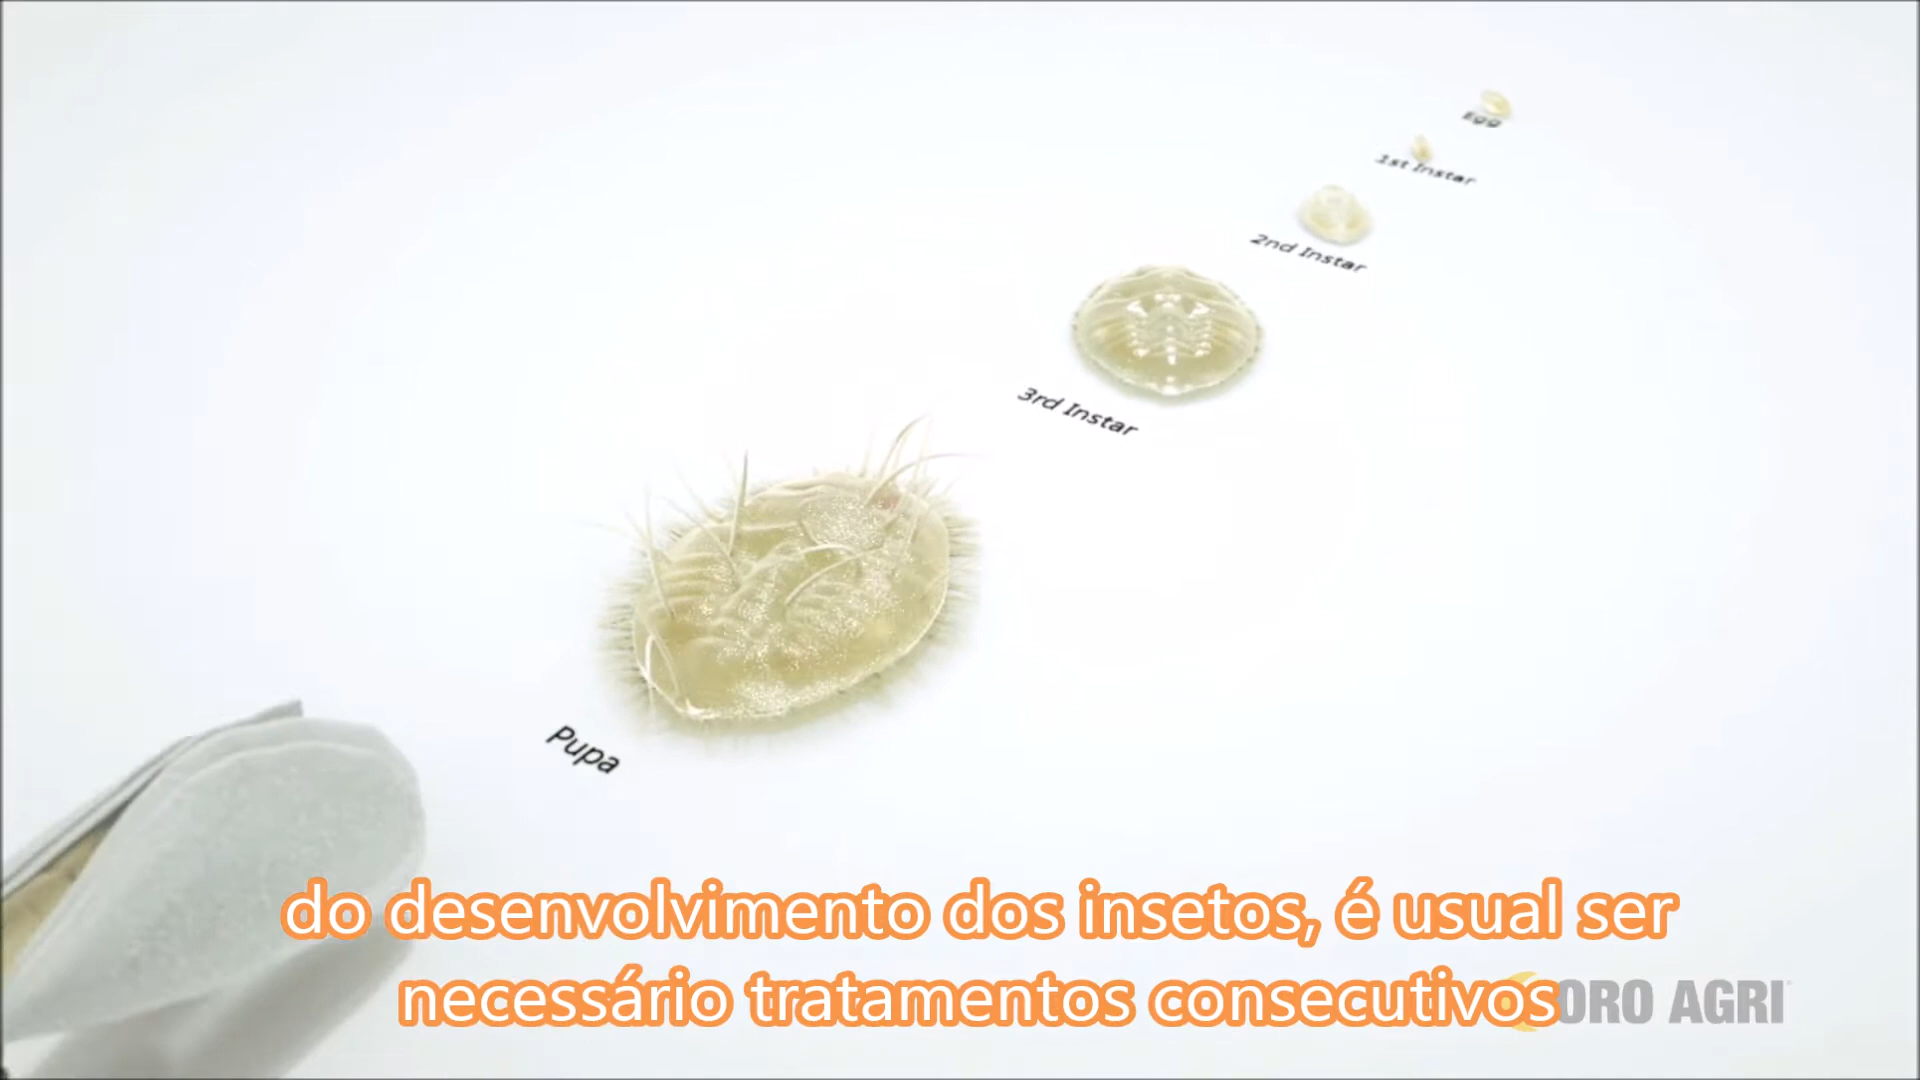 Egg
1st Instar
2nd Instar
3rd Instar
Pupa
do desenvolvimento dos insetos, é usual ser
necessário tratamentos consecutivos
ORO AGRI